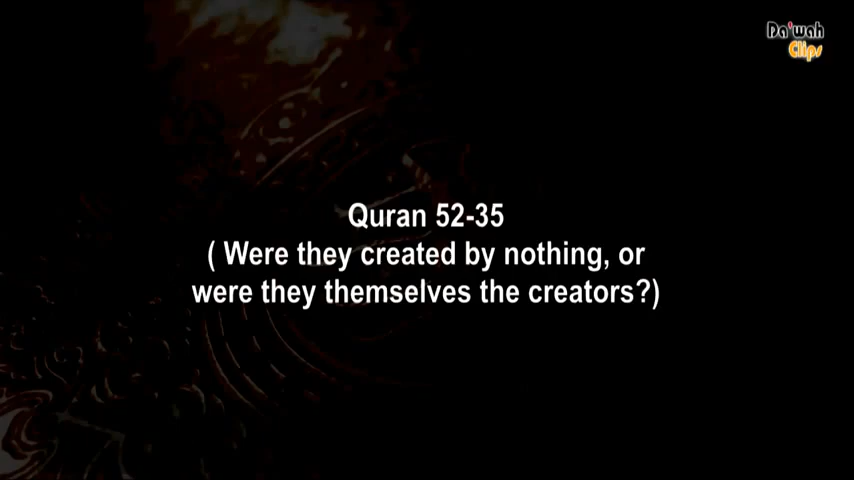 Da'wah
Clips
Quran 52-35
( Were they created by nothing, or
were they themselves the creators?)